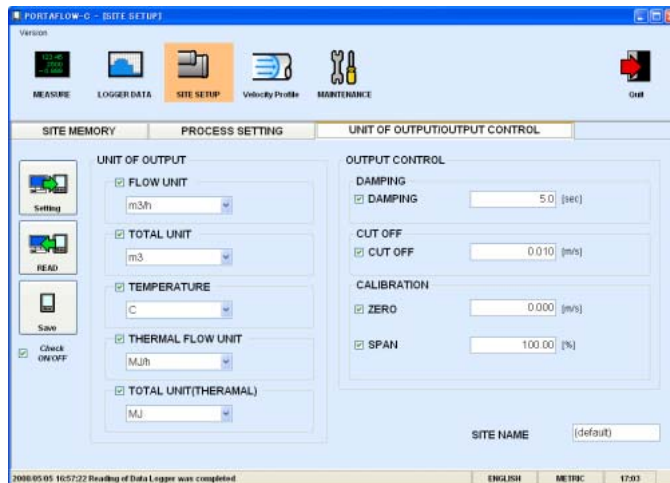 PORTAFLOW-C - [SITE SETUP]
Version
MEASURE LOGGER DATA SITE SETUP Velocity Profile MAINTENANCE Quit
SITE MEMORY PROCESS SETTING UNIT OF OUTPUT/OUTPUT CONTROL
Setting
READ
Save
Check
ON/OFF
UNIT OF OUTPUT
FLOW UNIT
m3/h
TOTAL UNIT
m3
TEMPERATURE
C
THERMAL FLOW UNIT
MJ/h
TOTAL UNIT(THERAMAL)
MJ
OUTPUT CONTROL
DAMPING
DAMPING 5.0 [sec]
CUT OFF
CUT OFF 0.010 [m/s]
CALIBRATION
ZERO 0.000 [m/s]
SPAN 100.00 [%]
SITE NAME (default)
2008/05/05 16:57:22 Reading of Data Logger was completed ENGLISH METRIC 17:03